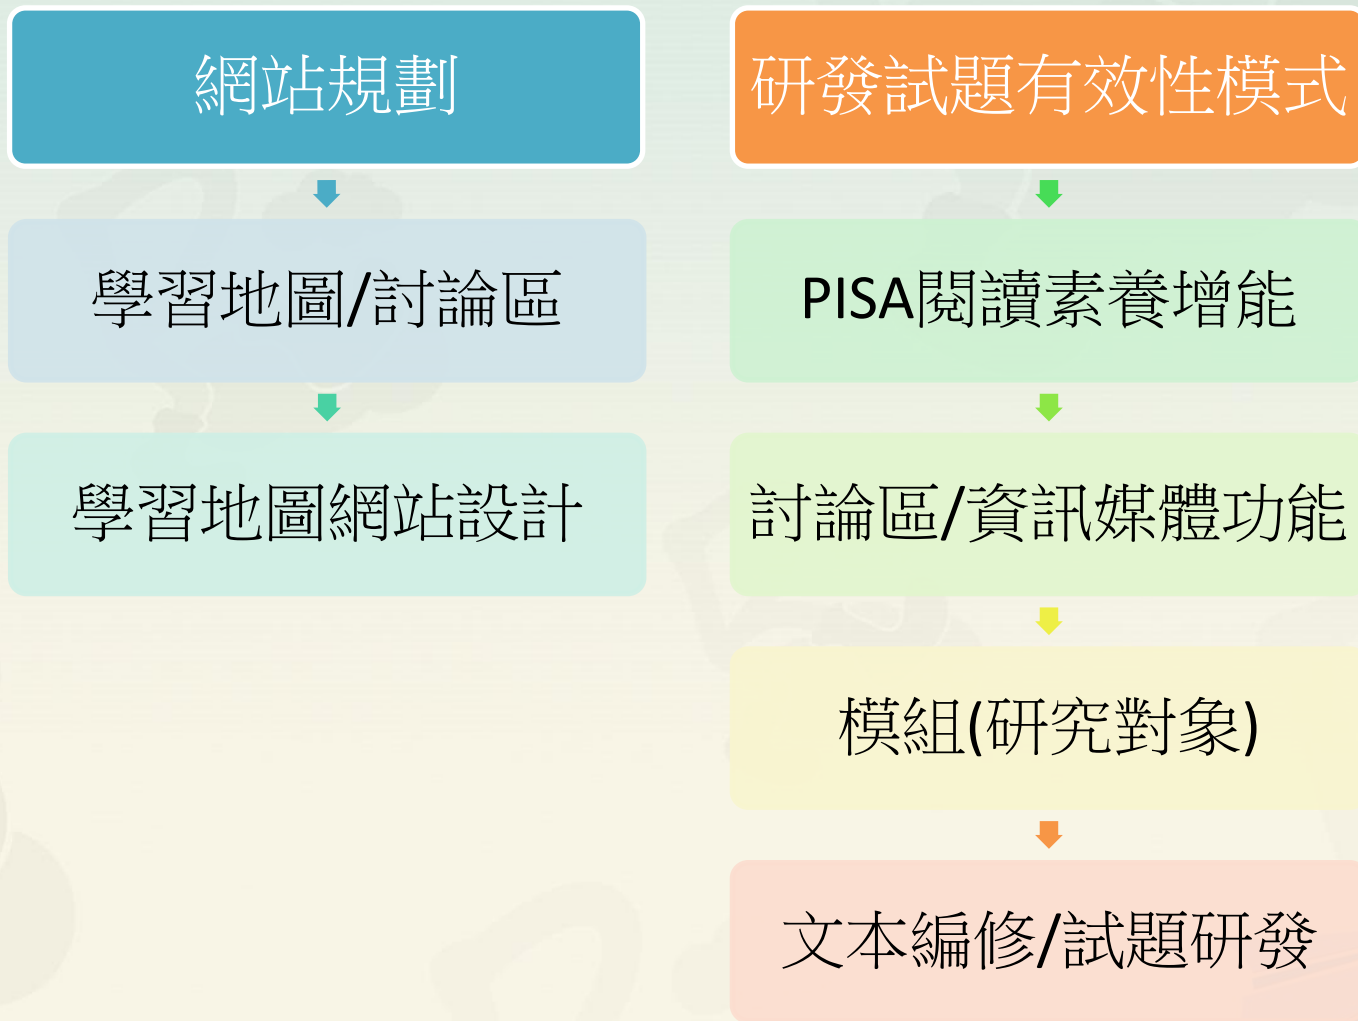 網站規劃
學習地圖/討論區
學習地圖網站設計
研發試題有效性模式
PISA閱讀素養增能
討論區/資訊媒體功能
模組(研究對象)
文本編修/試題研發